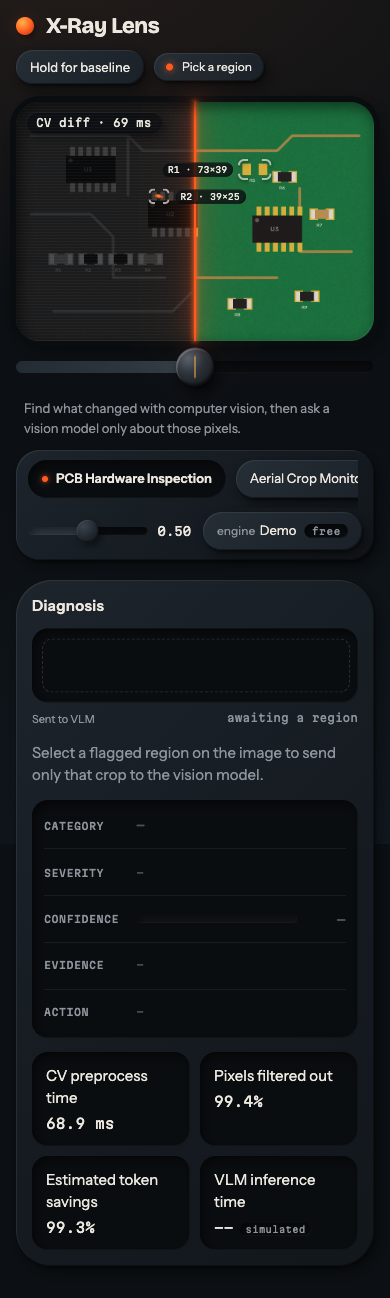 X-Ray Lens
Hold for baseline
Pick a region
CV diff · 69 ms
R1 · 73×39
R2 · 39×25
U3
Find what changed with computer vision, then ask a
vision model only about those pixels.
PCB Hardware Inspection
Aerial Crop Monito
0.50
engine Demo free
Diagnosis
Sent to VLM
awaiting a region
Select a flagged region on the image to send
only that crop to the vision model.
CATEGORY —
SEVERITY —
CONFIDENCE —
EVIDENCE —
ACTION —
CV preprocess
time
68.9 ms
Pixels filtered out
99.4%
Estimated token
savings
99.3%
VLM inference
time
—— simulated